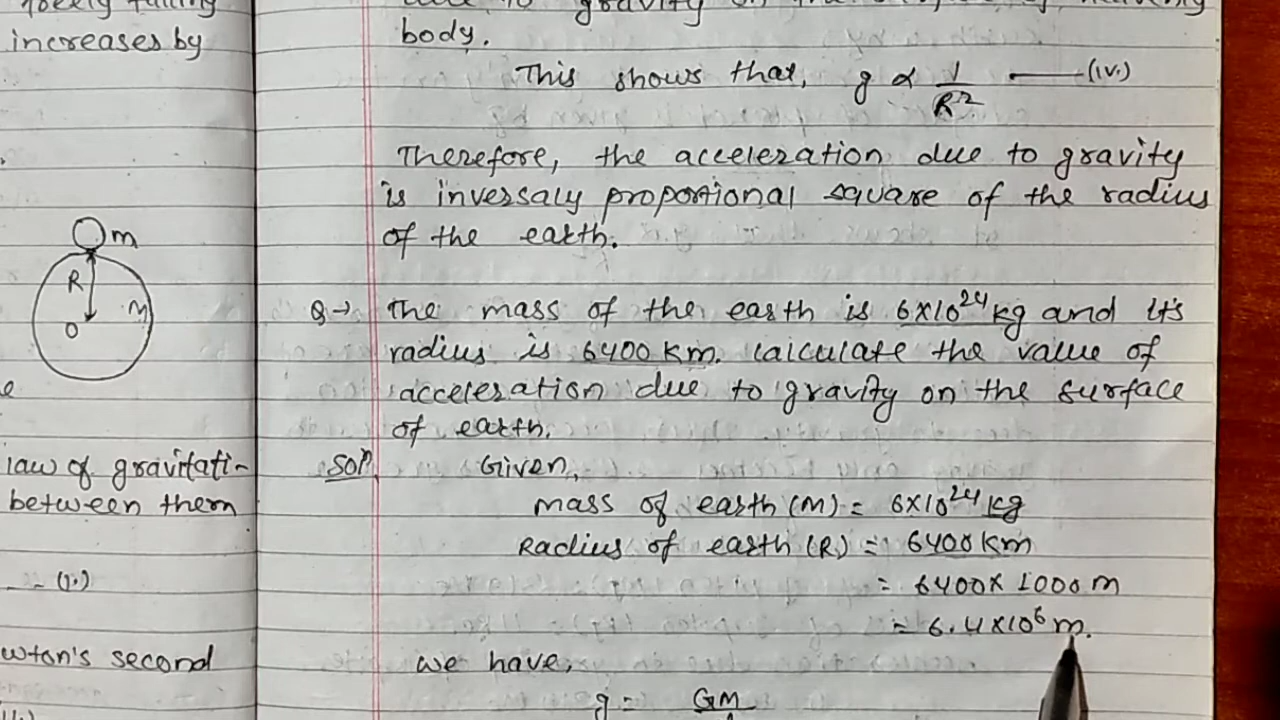 increases by
body.
This shows that, g ∝ 1/R² —— (iv.)
Therefore, the acceleration due to gravity
is inversaly proportional square of the radius
of the earth.
m
R
M
O
Q→ The mass of the earth is 6×10²⁴ kg and it's
radius is 6400 km. Calculate the value of
acceleration due to gravity on the surface
of earth.
law of gravitati-
between them
Solⁿ. Given,
mass of earth (M) = 6×10²⁴ kg
Radius of earth (R) = 6400 km
= 6400 × 1000 m
= 6.4×10⁶ m.
— (i.)
wton's second
we have,
g = GM